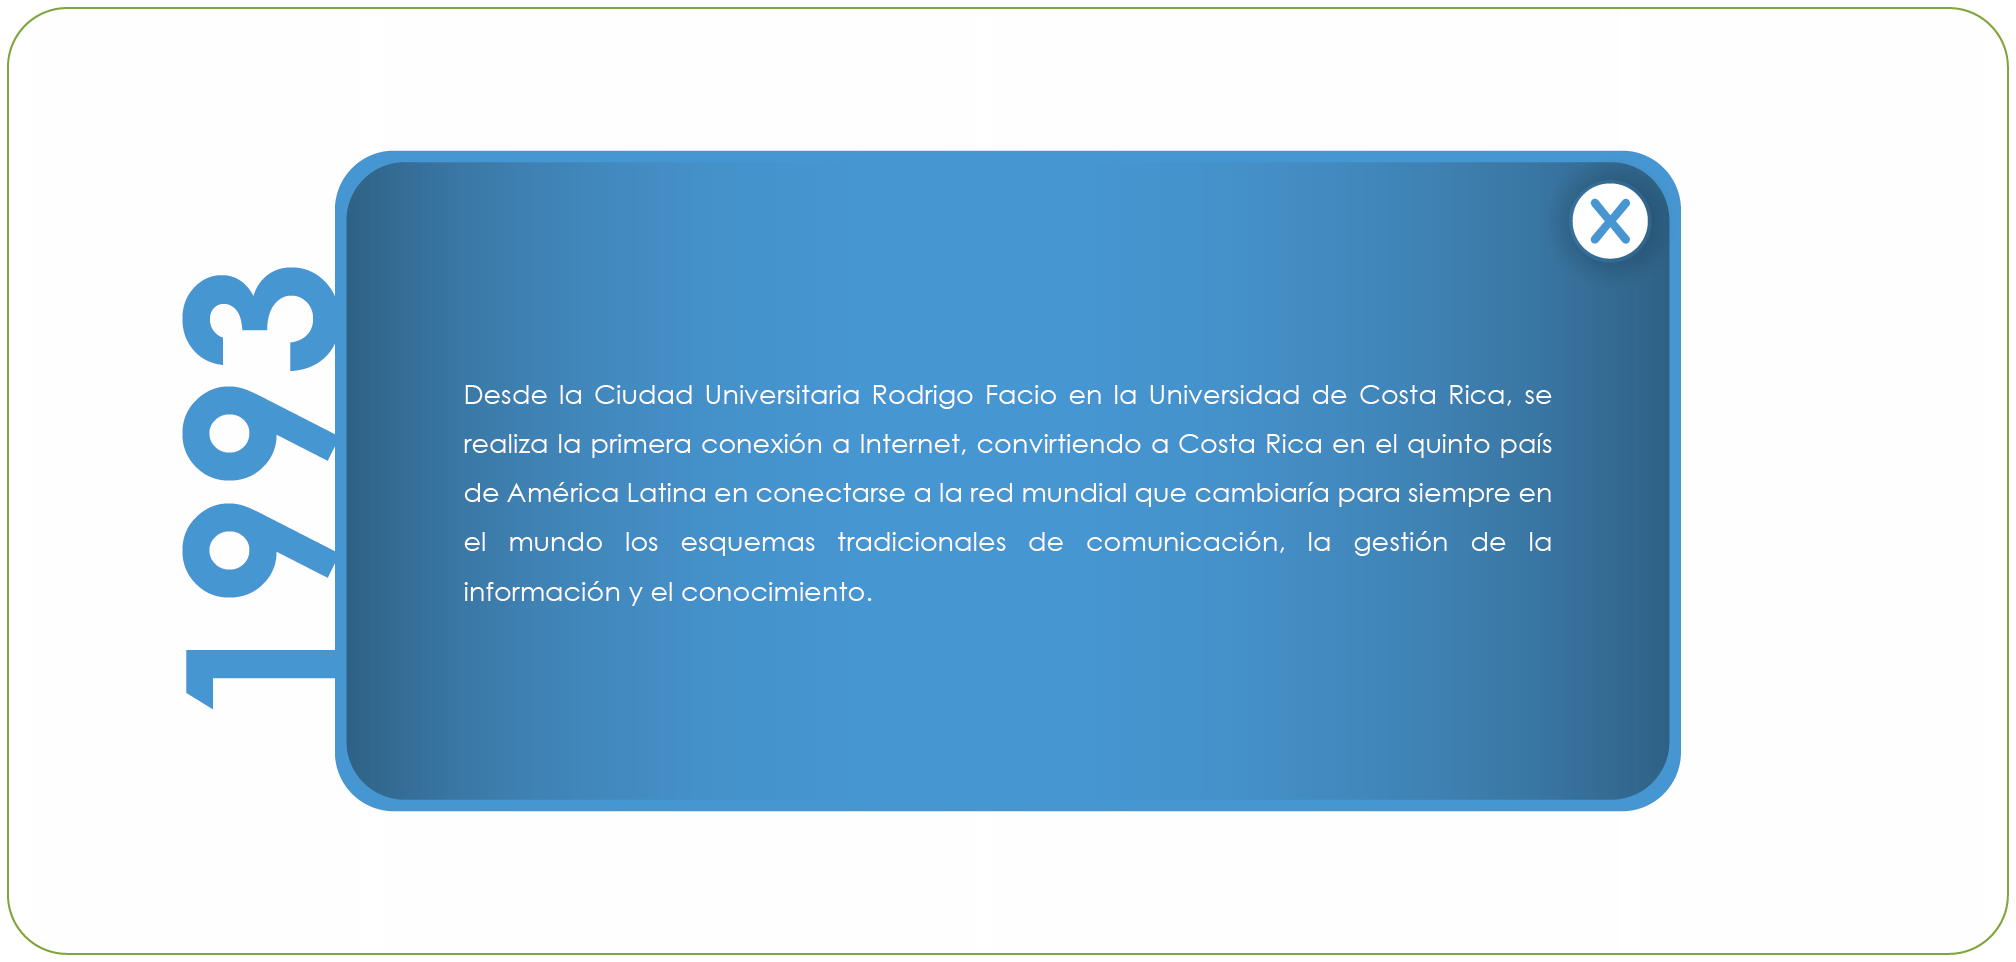 1993
X
Desde la Ciudad Universitaria Rodrigo Facio en la Universidad de Costa Rica, se
realiza la primera conexión a Internet, convirtiendo a Costa Rica en el quinto país
de América Latina en conectarse a la red mundial que cambiaría para siempre en
el mundo los esquemas tradicionales de comunicación, la gestión de la
información y el conocimiento.